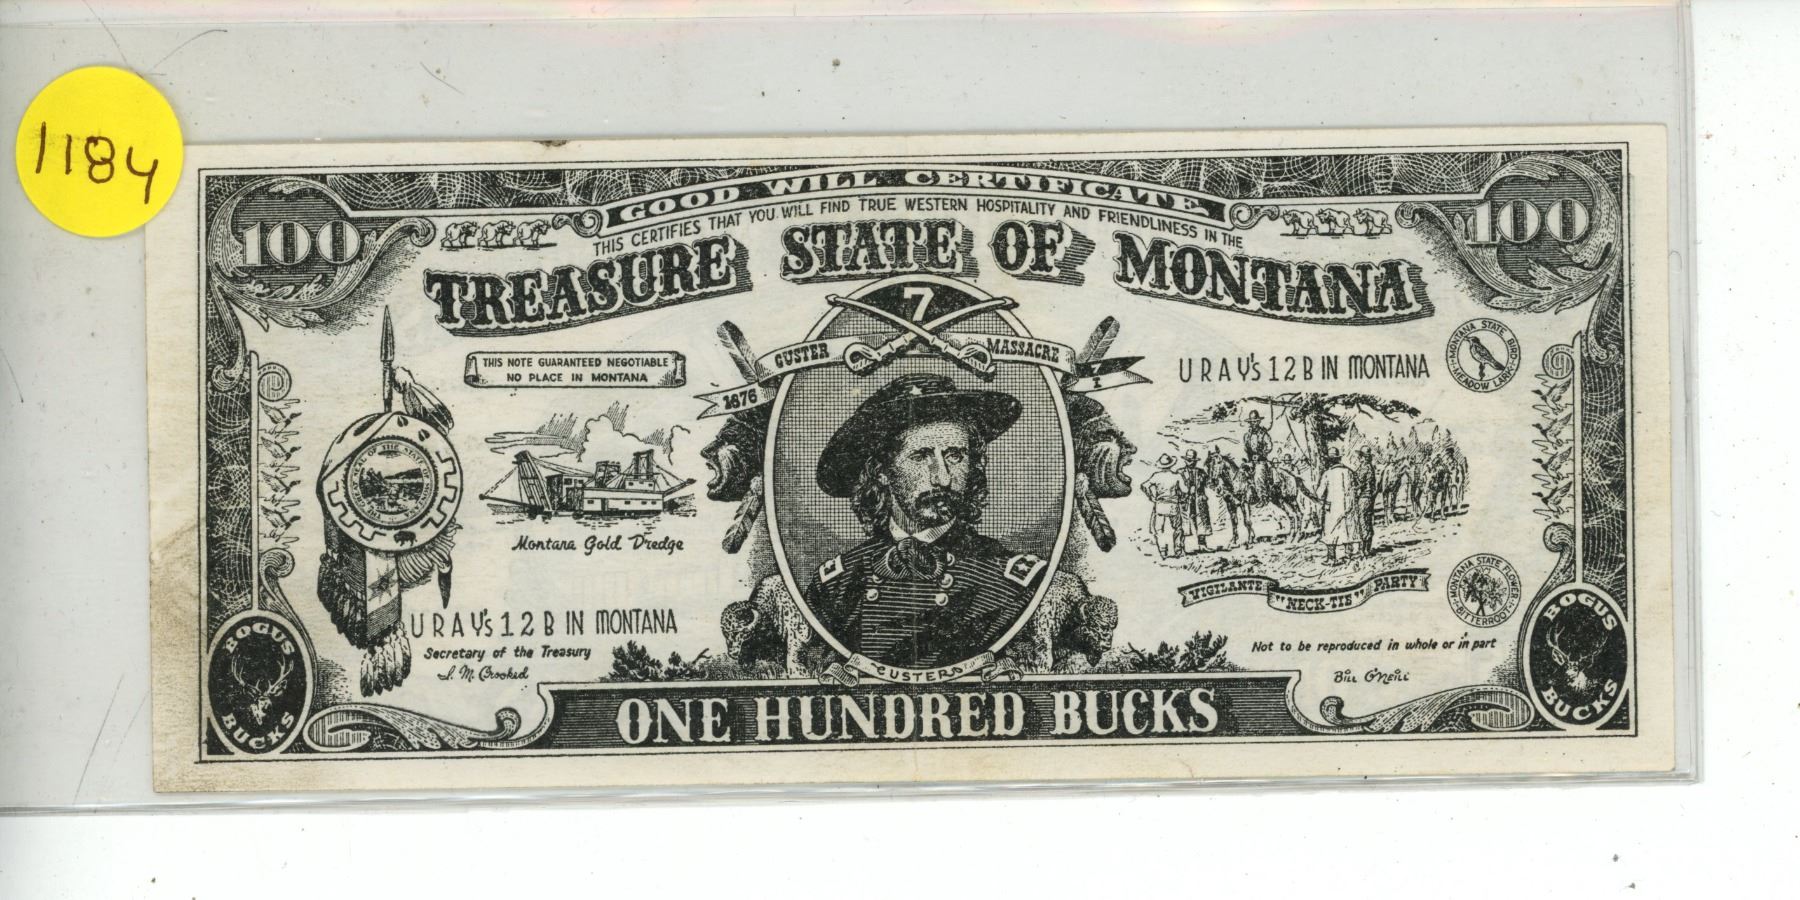 1184
GOOD WILL CERTIFICATE
THIS CERTIFIES THAT YOU WILL FIND TRUE WESTERN HOSPITALITY AND FRIENDLINESS IN THE
100
100
TREASURE STATE OF MONTANA
7
THIS NOTE GUARANTEED NEGOTIABLE
NO PLACE IN MONTANA
1876 CUSTER MASSACRE
7
I
U R A Y's 1 2 B IN MONTANA
MONTANA STATE BIRD
MEADOW LARK
Montana Gold Dredge
VIGILANTE "NECK-TIE" PARTY
MONTANA STATE FLOWER
BITTERROOT
U R A Y's 1 2 B IN MONTANA
Secretary of the Treasury
I. M. Crooked
Not to be reproduced in whole or in part
Bill O'Neill
CUSTER
BOGUS
BUCKS
BOGUS
BUCKS
ONE HUNDRED BUCKS